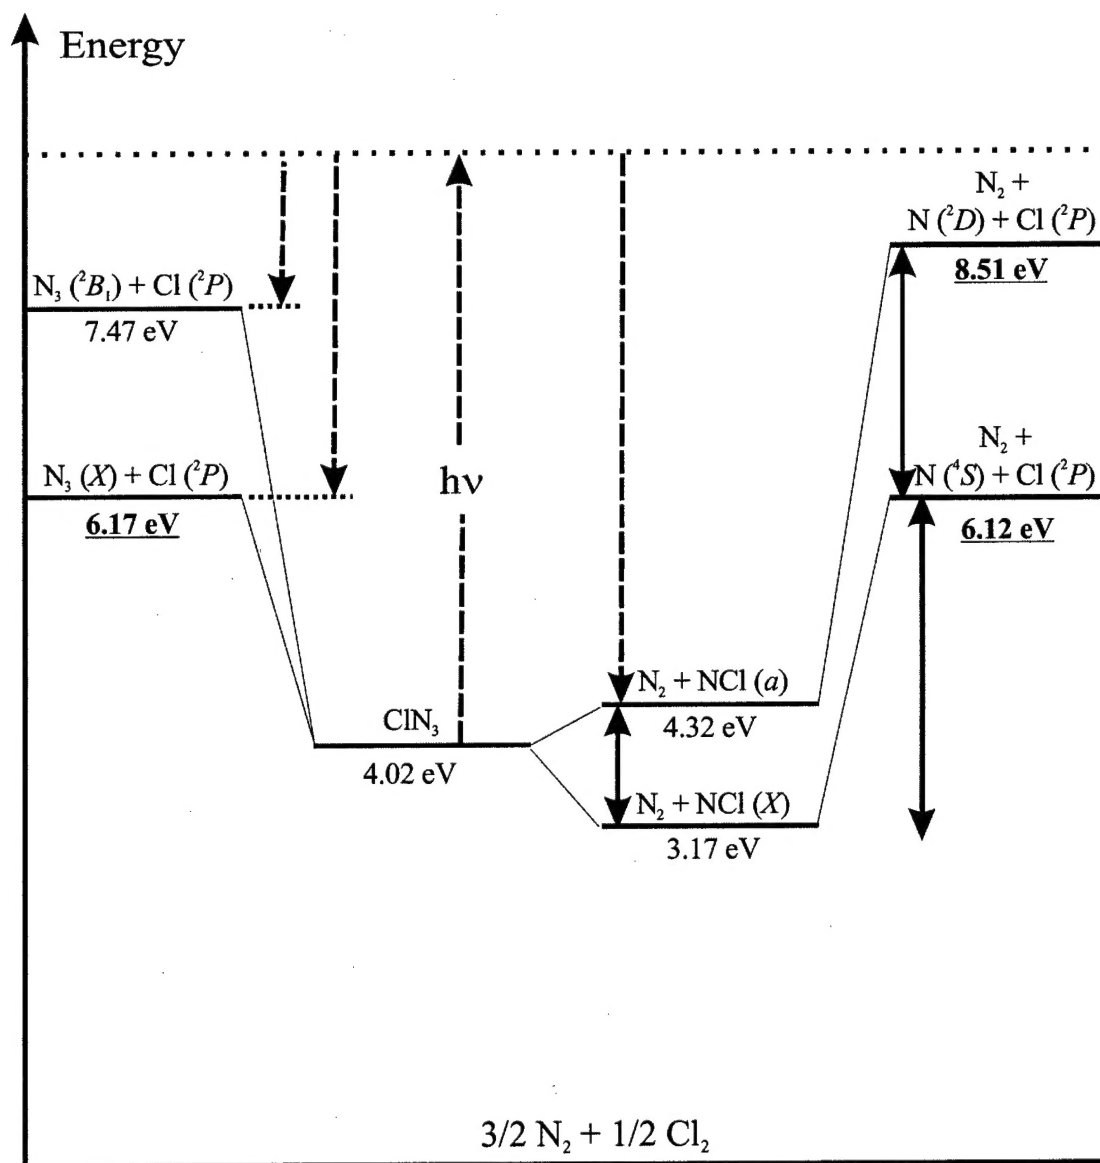 Energy
N₂ +
N (²D) + Cl (²P)
8.51 eV
N₃ (²B₁) + Cl (²P)
7.47 eV
N₂ +
N (⁴S) + Cl (²P)
6.12 eV
N₃ (X) + Cl (²P)
6.17 eV
hν
N₂ + NCl (a)
4.32 eV
ClN₃
4.02 eV
N₂ + NCl (X)
3.17 eV
3/2 N₂ + 1/2 Cl₂